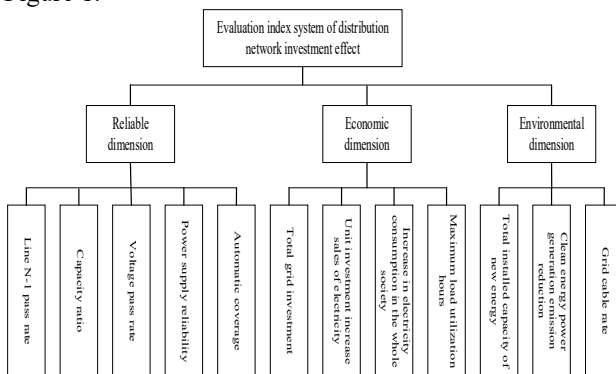 Figure 1.
Evaluation index system of distribution
network investment effect
Reliable
dimension
Economic
dimension
Environmental
dimension
Line N-1 pass rate
Capacity ratio
Voltage pass rate
Power supply reliability
Automatic coverage
Total grid investment
Unit investment increase
sales of electricity
Increase in electricity
consumption in the whole
society
Maximum load utilization
hours
Total installed capacity of
new energy
Clean energy power
generation emission
reduction
Grid cable rate